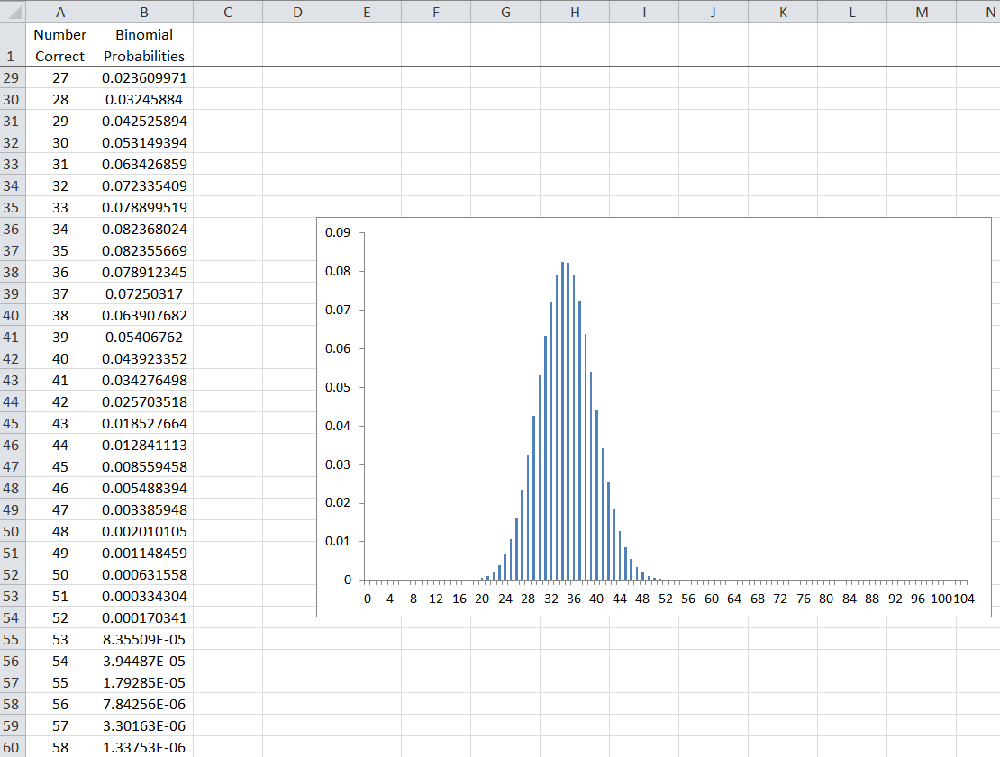 A B C D E F G H I J K L M N
Number Binomial
1 Correct Probabilities
29 27 0.023609971
30 28 0.03245884
31 29 0.042525894
32 30 0.053149394
33 31 0.063426859
34 32 0.072335409
35 33 0.078899519
36 34 0.082368024
37 35 0.082355669
38 36 0.078912345
39 37 0.07250317
40 38 0.063907682
41 39 0.05406762
42 40 0.043923352
43 41 0.034276498
44 42 0.025703518
45 43 0.018527664
46 44 0.012841113
47 45 0.008559458
48 46 0.005488394
49 47 0.003385948
50 48 0.002010105
51 49 0.001148459
52 50 0.000631558
53 51 0.000334304
54 52 0.000170341
55 53 8.35509E-05
56 54 3.94487E-05
57 55 1.79285E-05
58 56 7.84256E-06
59 57 3.30163E-06
60 58 1.33753E-06
0.09
0.08
0.07
0.06
0.05
0.04
0.03
0.02
0.01
0
0 4 8 12 16 20 24 28 32 36 40 44 48 52 56 60 64 68 72 76 80 84 88 92 96 100 104